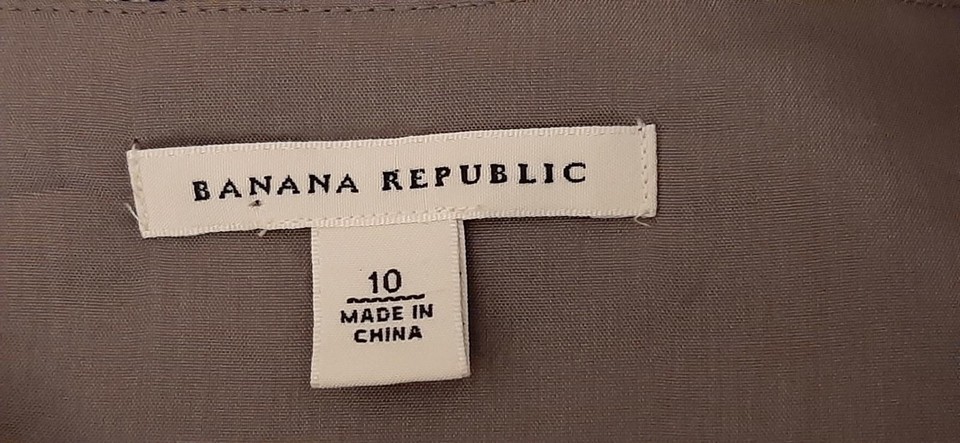 BANANA REPUBLIC
10
MADE IN
CHINA